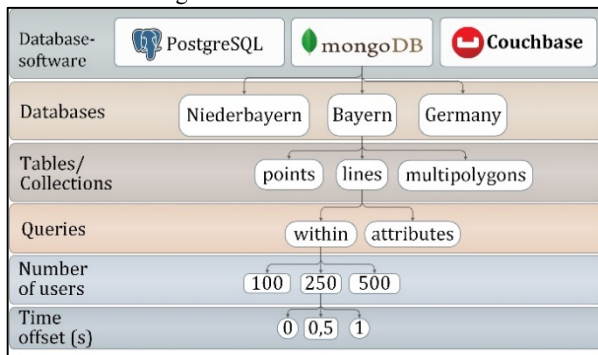 Database-
software
PostgreSQL
mongoDB
Couchbase
Databases
Niederbayern
Bayern
Germany
Tables/
Collections
points
lines
multipolygons
Queries
within
attributes
Number
of users
100
250
500
Time
offset (s)
0
0,5
1